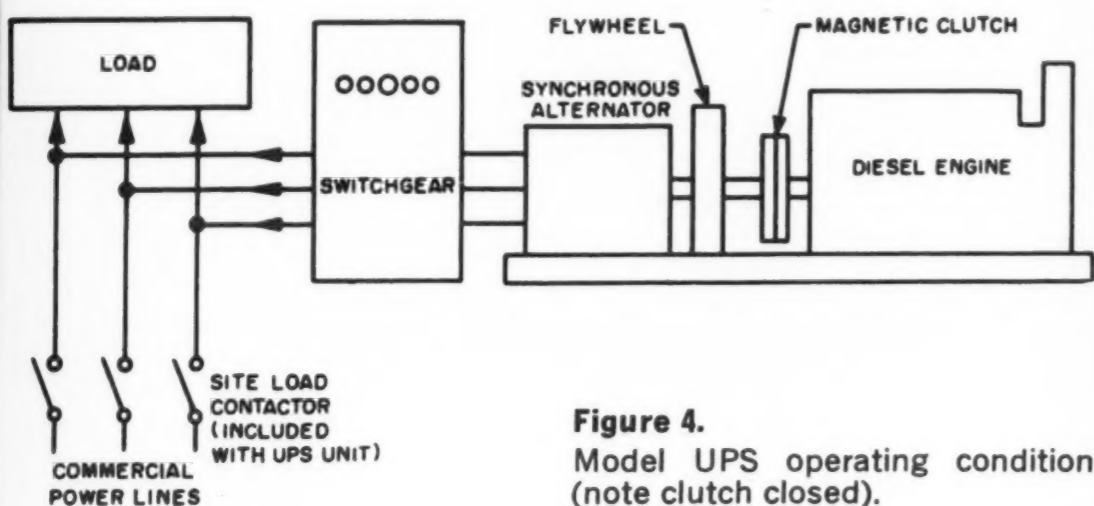 LOAD
SWITCHGEAR
SYNCHRONOUS
ALTERNATOR
FLYWHEEL
MAGNETIC CLUTCH
DIESEL ENGINE
SITE LOAD
CONTACTOR
(INCLUDED
WITH UPS UNIT)
COMMERCIAL
POWER LINES
Figure 4.
Model UPS operating condition
(note clutch closed).